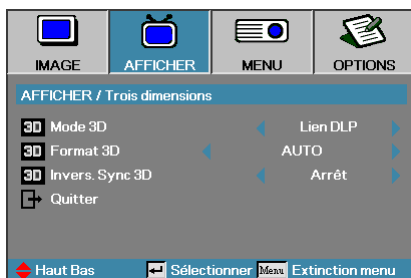 IMAGE AFFICHER MENU OPTIONS
AFFICHER / Trois dimensions
3D Mode 3D Lien DLP
3D Format 3D AUTO
3D Invers. Sync 3D Arrêt
Quitter
Haut Bas Sélectionner Menu Extinction menu